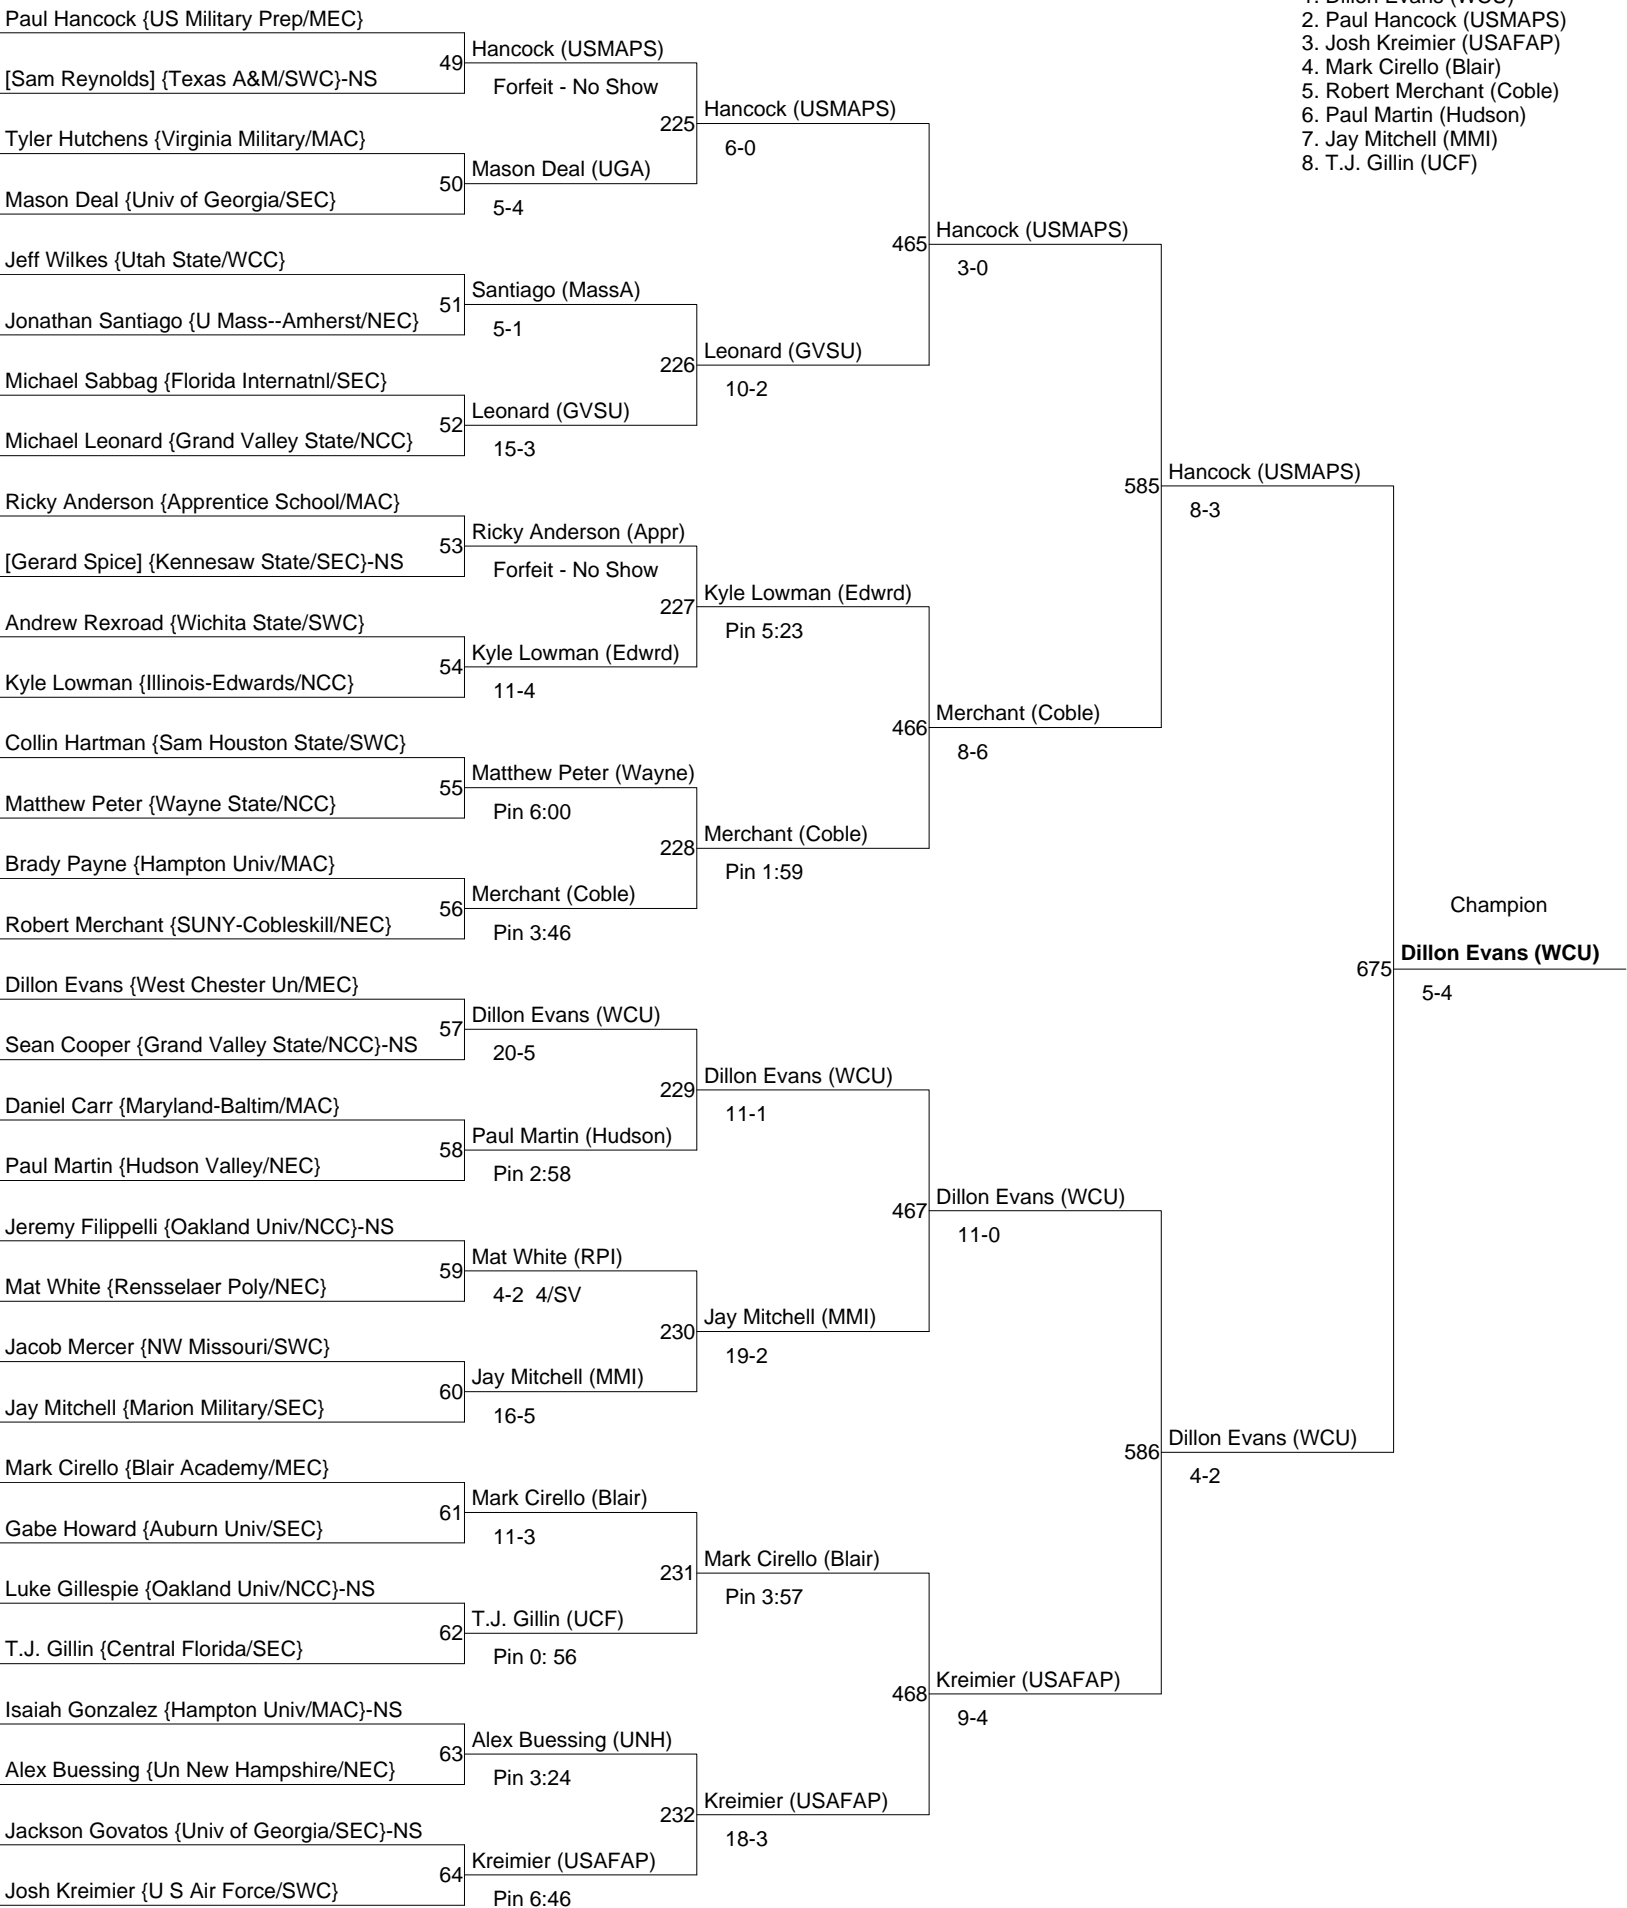 1. Dillon Evans (WCU)
2. Paul Hancock (USMAPS)
3. Josh Kreimier (USAFAP)
4. Mark Cirello (Blair)
5. Robert Merchant (Coble)
6. Paul Martin (Hudson)
7. Jay Mitchell (MMI)
8. T.J. Gillin (UCF)
Paul Hancock {US Military Prep/MEC}
[Sam Reynolds] {Texas A&M/SWC}-NS
Tyler Hutchens {Virginia Military/MAC}
Mason Deal {Univ of Georgia/SEC}
Jeff Wilkes {Utah State/WCC}
Jonathan Santiago {U Mass--Amherst/NEC}
Michael Sabbag {Florida Internatnl/SEC}
Michael Leonard {Grand Valley State/NCC}
Ricky Anderson {Apprentice School/MAC}
[Gerard Spice] {Kennesaw State/SEC}-NS
Andrew Rexroad {Wichita State/SWC}
Kyle Lowman {Illinois-Edwards/NCC}
Collin Hartman {Sam Houston State/SWC}
Matthew Peter {Wayne State/NCC}
Brady Payne {Hampton Univ/MAC}
Robert Merchant {SUNY-Cobleskill/NEC}
Dillon Evans {West Chester Un/MEC}
Sean Cooper {Grand Valley State/NCC}-NS
Daniel Carr {Maryland-Baltim/MAC}
Paul Martin {Hudson Valley/NEC}
Jeremy Filippelli {Oakland Univ/NCC}-NS
Mat White {Rensselaer Poly/NEC}
Jacob Mercer {NW Missouri/SWC}
Jay Mitchell {Marion Military/SEC}
Mark Cirello {Blair Academy/MEC}
Gabe Howard {Auburn Univ/SEC}
Luke Gillespie {Oakland Univ/NCC}-NS
T.J. Gillin {Central Florida/SEC}
Isaiah Gonzalez {Hampton Univ/MAC}-NS
Alex Buessing {Un New Hampshire/NEC}
Jackson Govatos {Univ of Georgia/SEC}-NS
Josh Kreimier {U S Air Force/SWC}
49 Hancock (USMAPS)
Forfeit - No Show
50 Mason Deal (UGA)
5-4
51 Santiago (MassA)
5-1
52 Leonard (GVSU)
15-3
53 Ricky Anderson (Appr)
Forfeit - No Show
54 Kyle Lowman (Edwrd)
11-4
55 Matthew Peter (Wayne)
Pin 6:00
56 Merchant (Coble)
Pin 3:46
57 Dillon Evans (WCU)
20-5
58 Paul Martin (Hudson)
Pin 2:58
59 Mat White (RPI)
4-2 4/SV
60 Jay Mitchell (MMI)
16-5
61 Mark Cirello (Blair)
11-3
62 T.J. Gillin (UCF)
Pin 0: 56
63 Alex Buessing (UNH)
Pin 3:24
64 Kreimier (USAFAP)
Pin 6:46
225 Hancock (USMAPS)
6-0
226 Leonard (GVSU)
10-2
227 Kyle Lowman (Edwrd)
Pin 5:23
228 Merchant (Coble)
Pin 1:59
229 Dillon Evans (WCU)
11-1
230 Jay Mitchell (MMI)
19-2
231 Mark Cirello (Blair)
Pin 3:57
232 Kreimier (USAFAP)
18-3
465 Hancock (USMAPS)
3-0
466 Merchant (Coble)
8-6
467 Dillon Evans (WCU)
11-0
468 Kreimier (USAFAP)
9-4
585 Hancock (USMAPS)
8-3
586 Dillon Evans (WCU)
4-2
Champion
675 Dillon Evans (WCU)
5-4